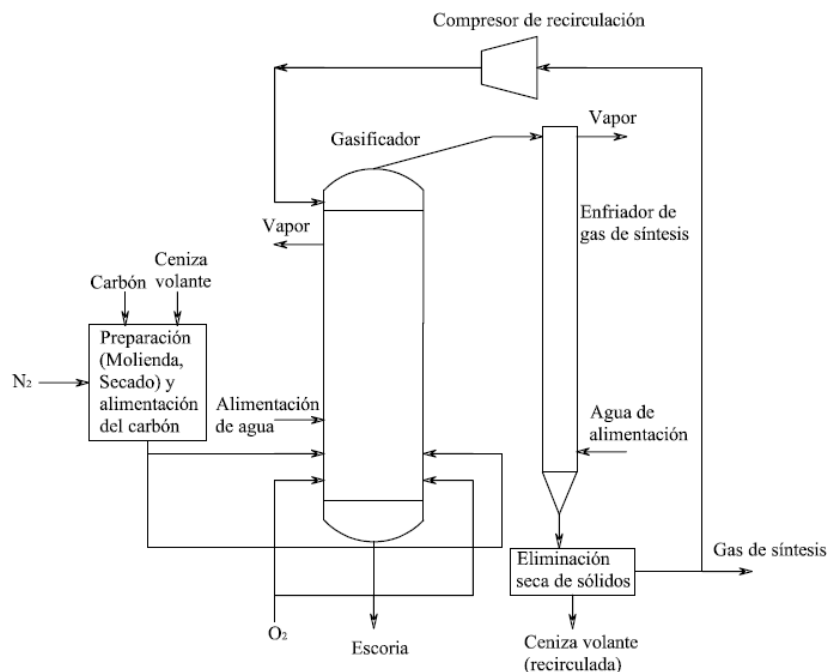 Compresor de recirculación
Vapor
Gasificador
Enfriador de
gas de síntesis
Vapor
Ceniza
volante
Carbón
Preparación
(Molienda,
Secado) y
alimentación
del carbón
N₂
Alimentación
de agua
Agua de
alimentación
Gas de síntesis
Eliminación
seca de sólidos
O₂
Escoria
Ceniza volante
(recirculada)